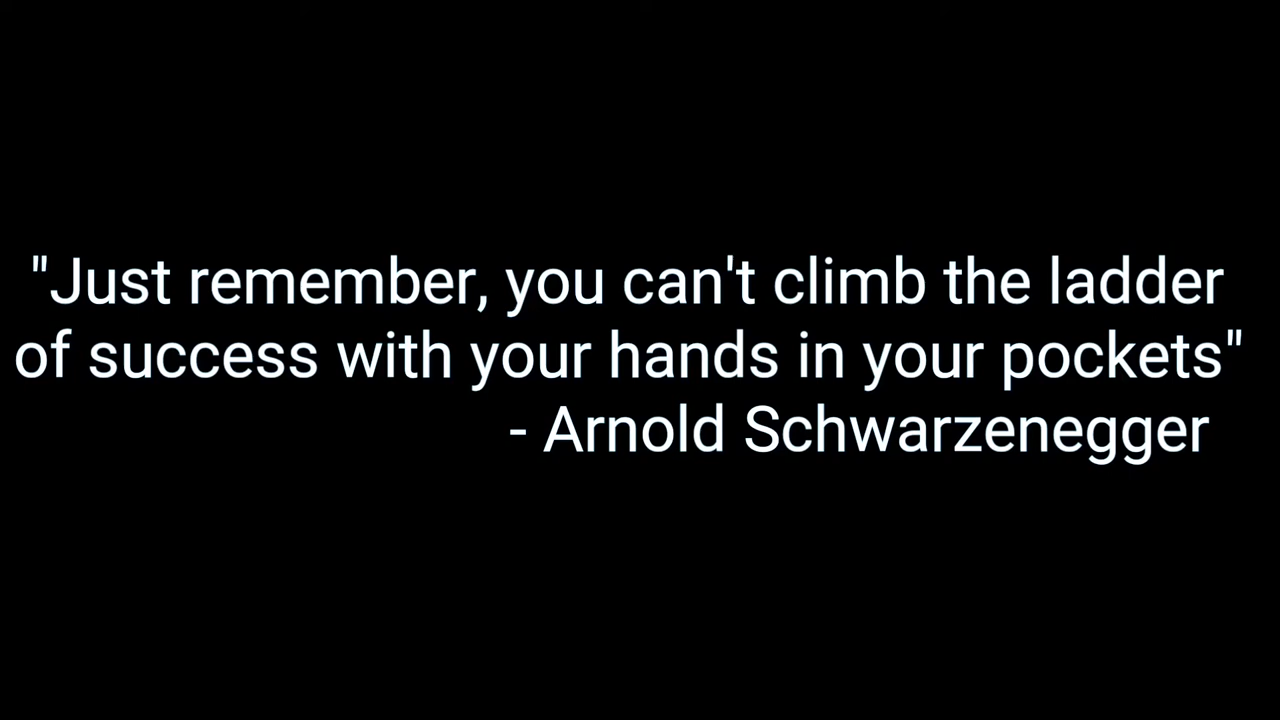 "Just remember, you can't climb the ladder
of success with your hands in your pockets"
- Arnold Schwarzenegger